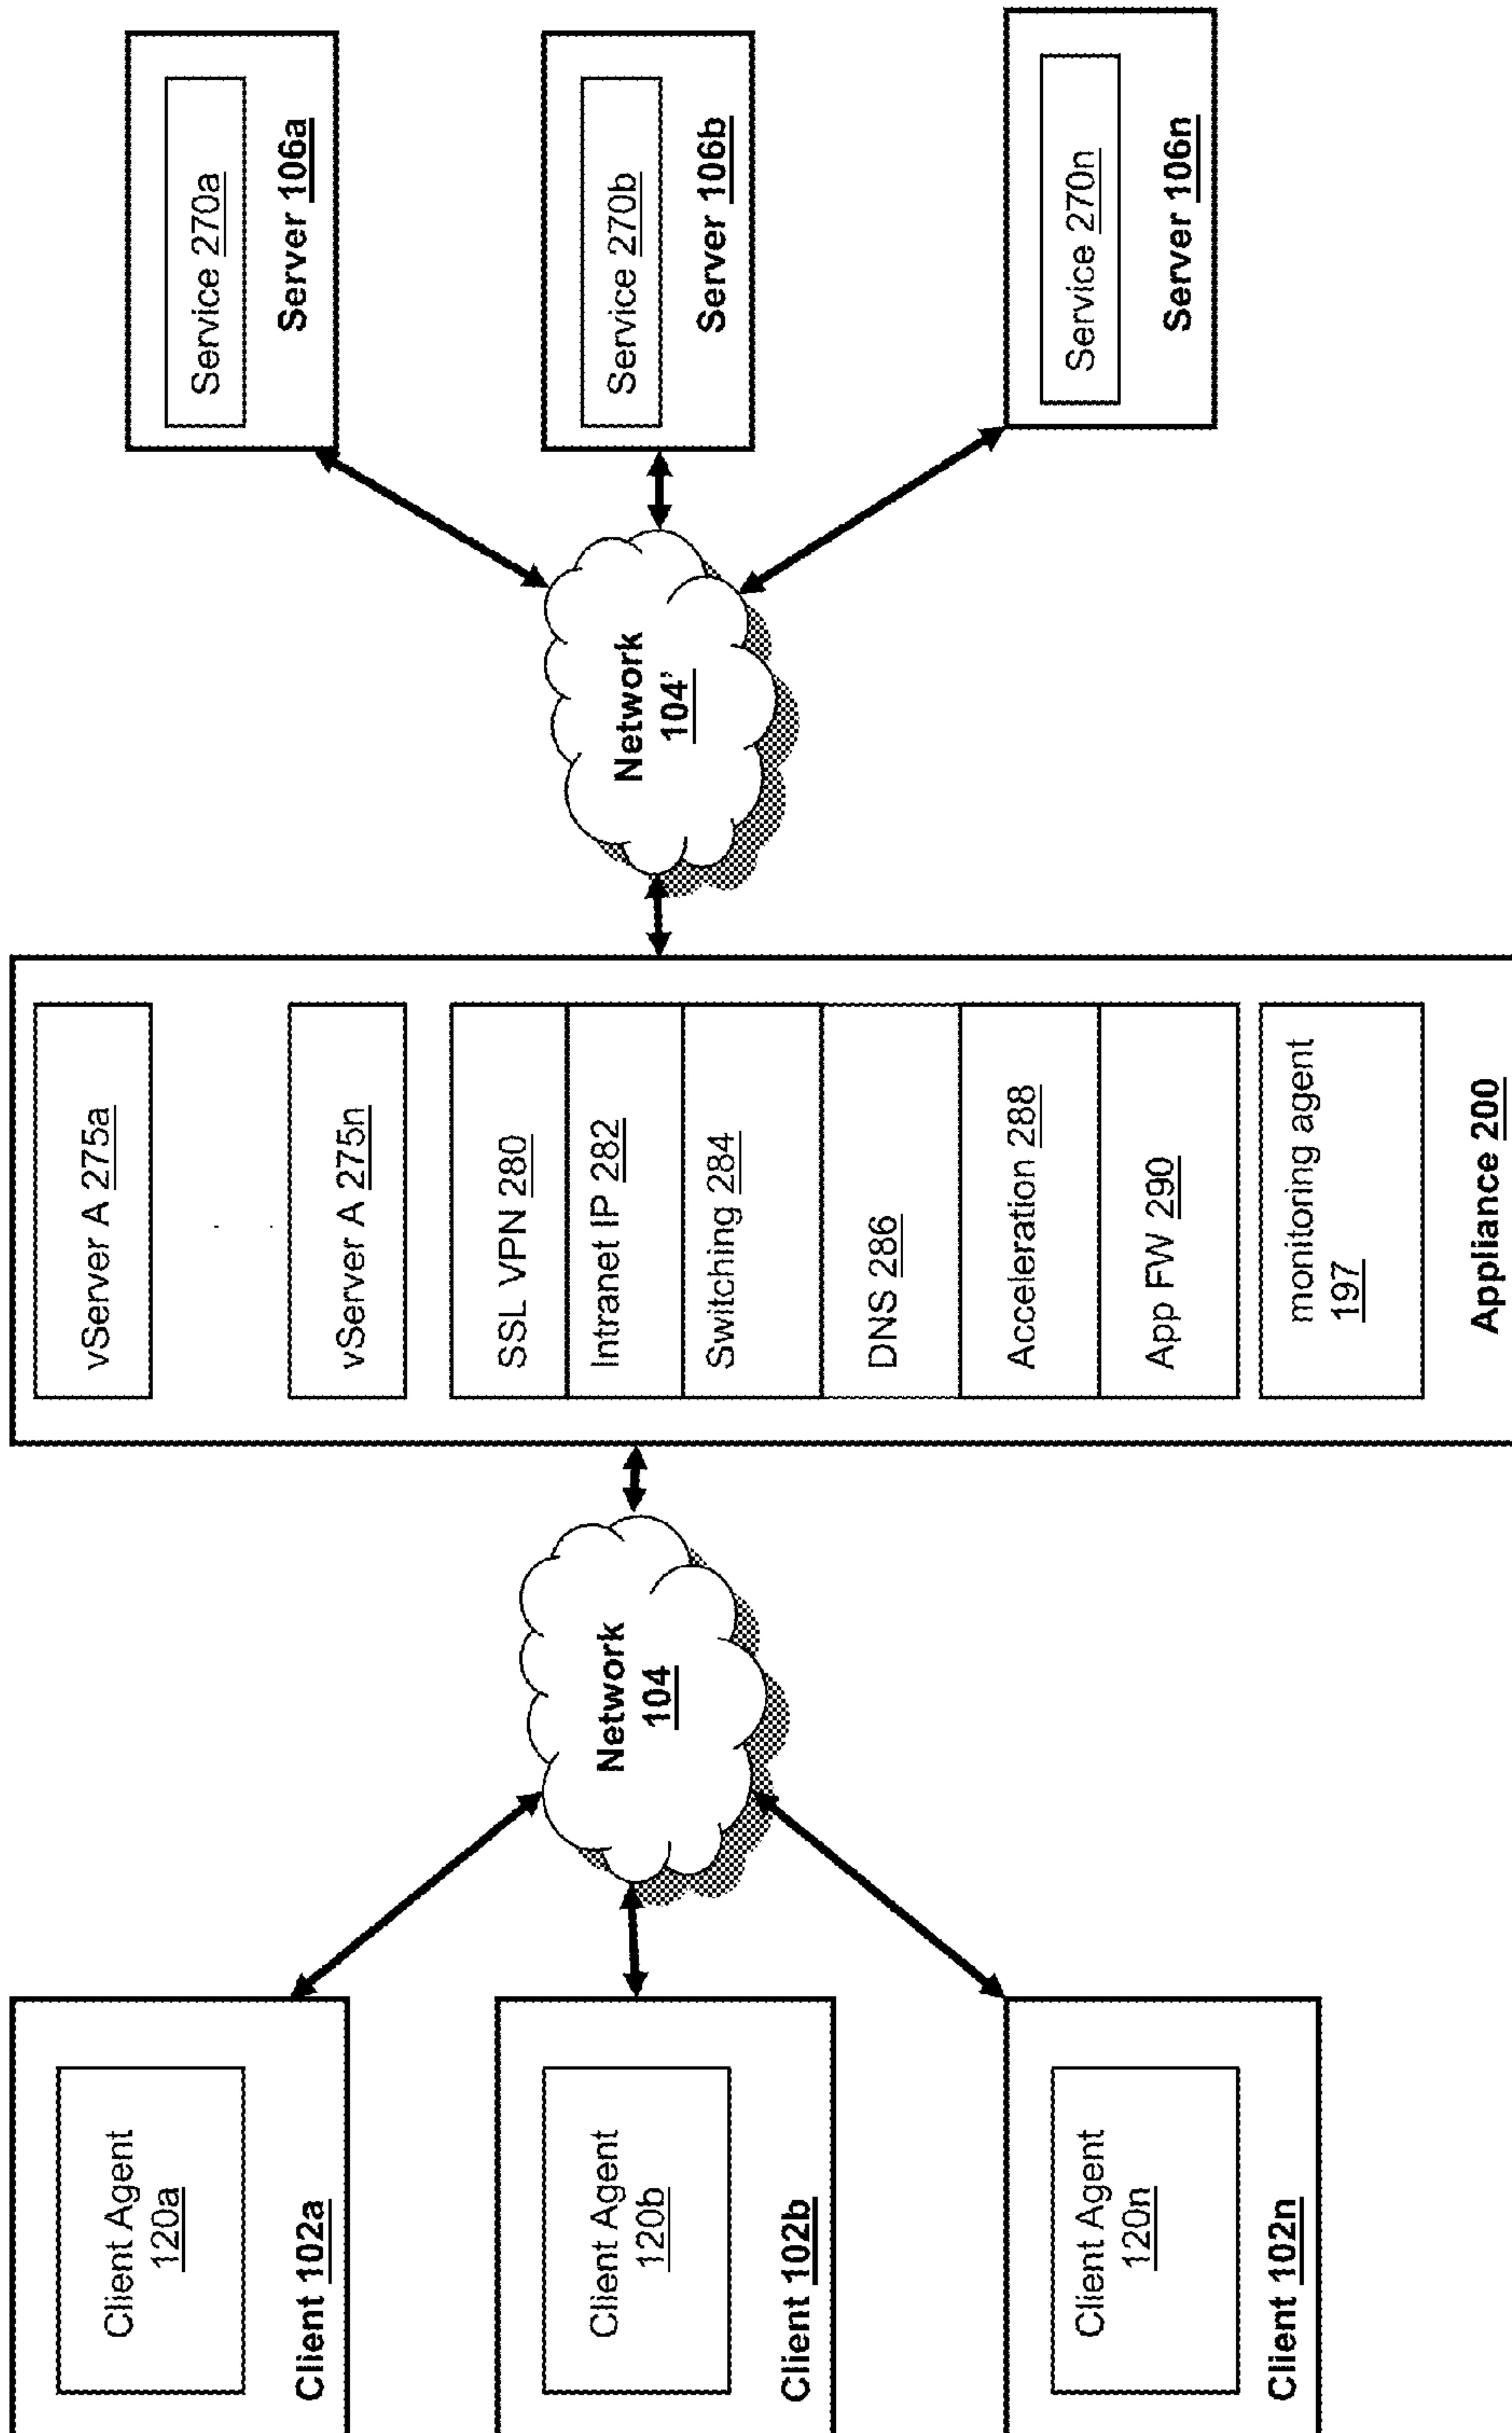 Client Agent
120a
Client 102a
Client Agent
120b
Client 102b
Client Agent
120n
Client 102n
Network
104
vServer A 275a
vServer A 275n
SSL VPN 280
Intranet IP 282
Switching 284
DNS 286
Acceleration 288
App FW 290
monitoring agent
197
Appliance 200
Network
104'
Service 270a
Server 106a
Service 270b
Server 106b
Service 270n
Server 106n